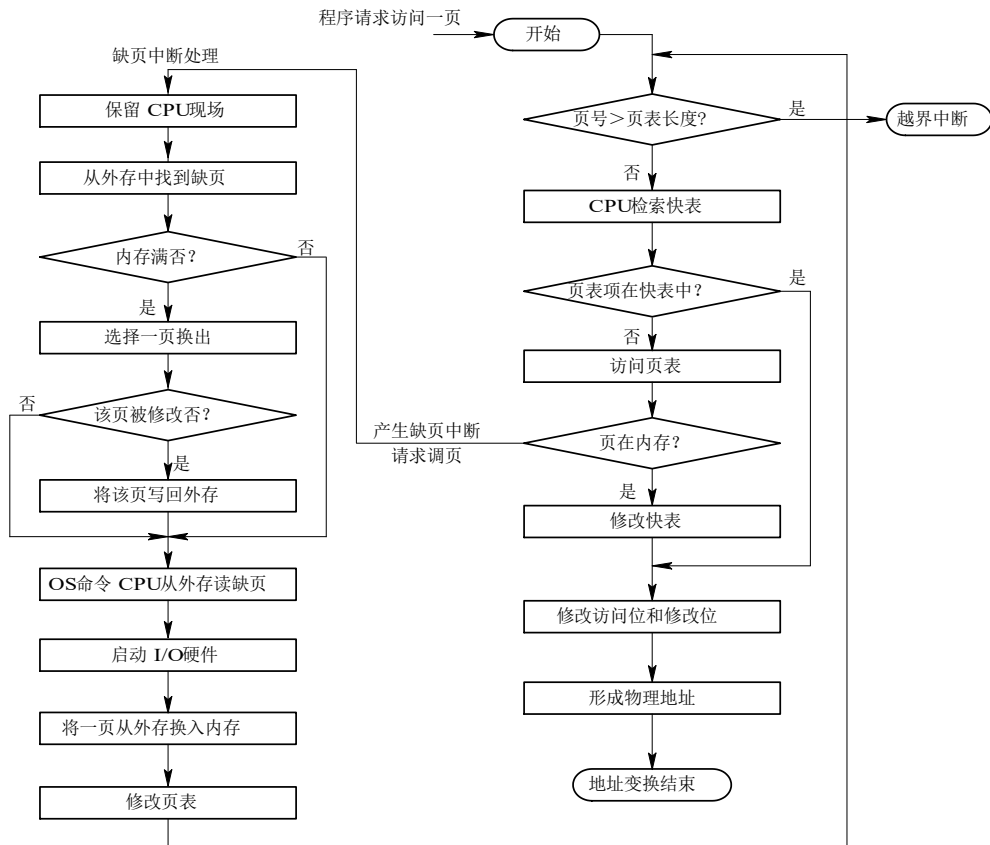 程序请求访问一页
开始
缺页中断处理
保留 CPU现场
从外存中找到缺页
内存满否?
否
是
选择一页换出
否
该页被修改否?
是
将该页写回外存
OS命令 CPU从外存读缺页
启动 I/O硬件
将一页从外存换入内存
修改页表
页号>页表长度?
是
越界中断
否
CPU检索快表
页表项在快表中?
是
否
访问页表
产生缺页中断
请求调页
页在内存?
是
修改快表
修改访问位和修改位
形成物理地址
地址变换结束